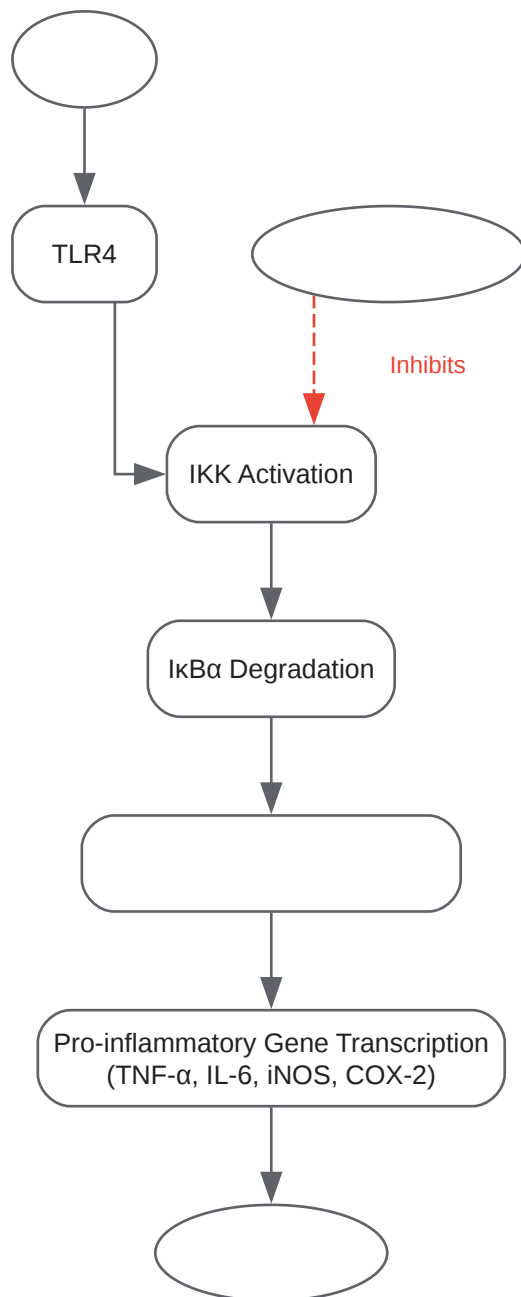 TLR4
Inhibits
IKK Activation
IκBα Degradation
Pro-inflammatory Gene Transcription
(TNF-α, IL-6, iNOS, COX-2)